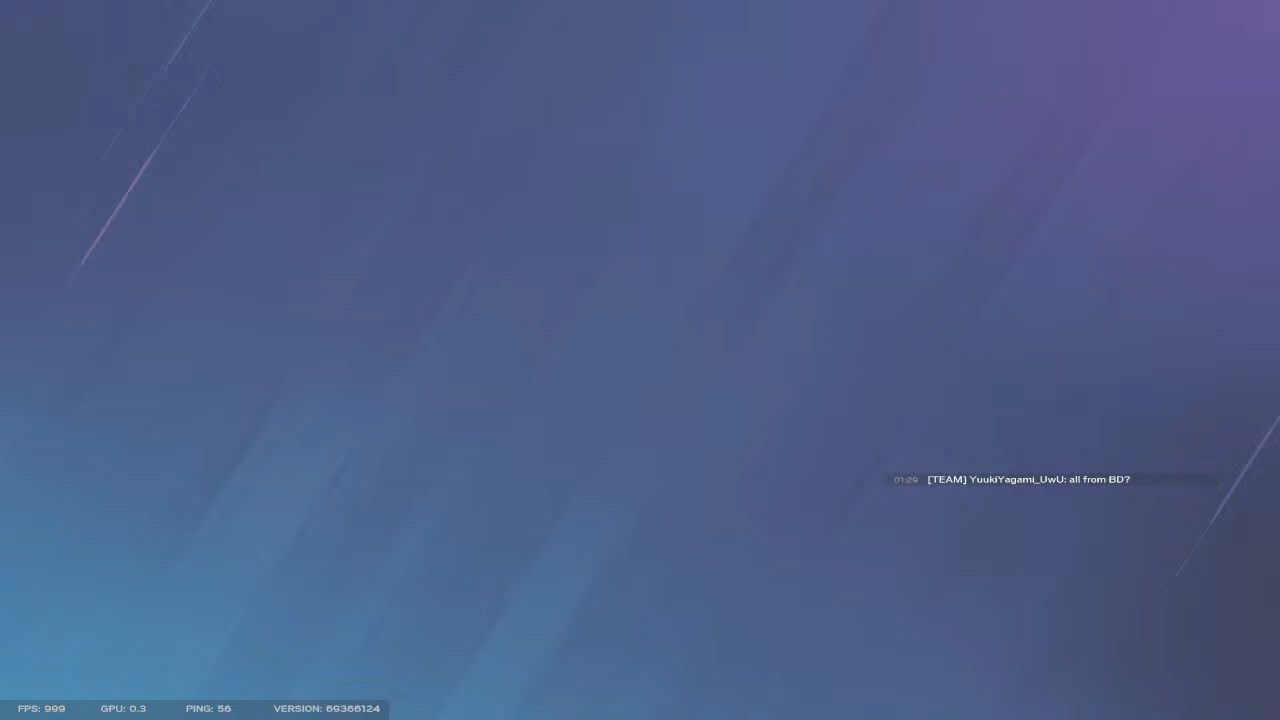 01:29 [TEAM] YuukiYagami_UwU: all from BD?
FPS: 999 GPU: 0.3 PING: 56 VERSION: 69366124